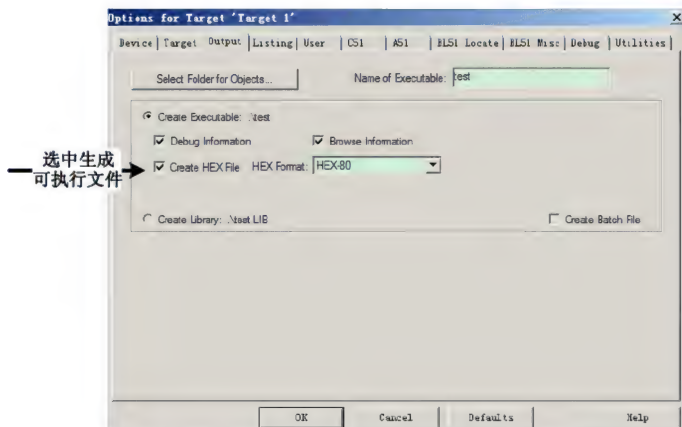 Options for Target 'Target 1'
Device Target Output Listing User C51 A51 BL51 Locate BL51 Misc Debug Utilities
Select Folder for Objects... Name of Executable: test
Create Executable: .\test
Debug Information Browse Information
选中生成
可执行文件
Create HEX File HEX Format: HEX-80
Create Library: .\test.LIB Create Batch File
OK Cancel Defaults Help